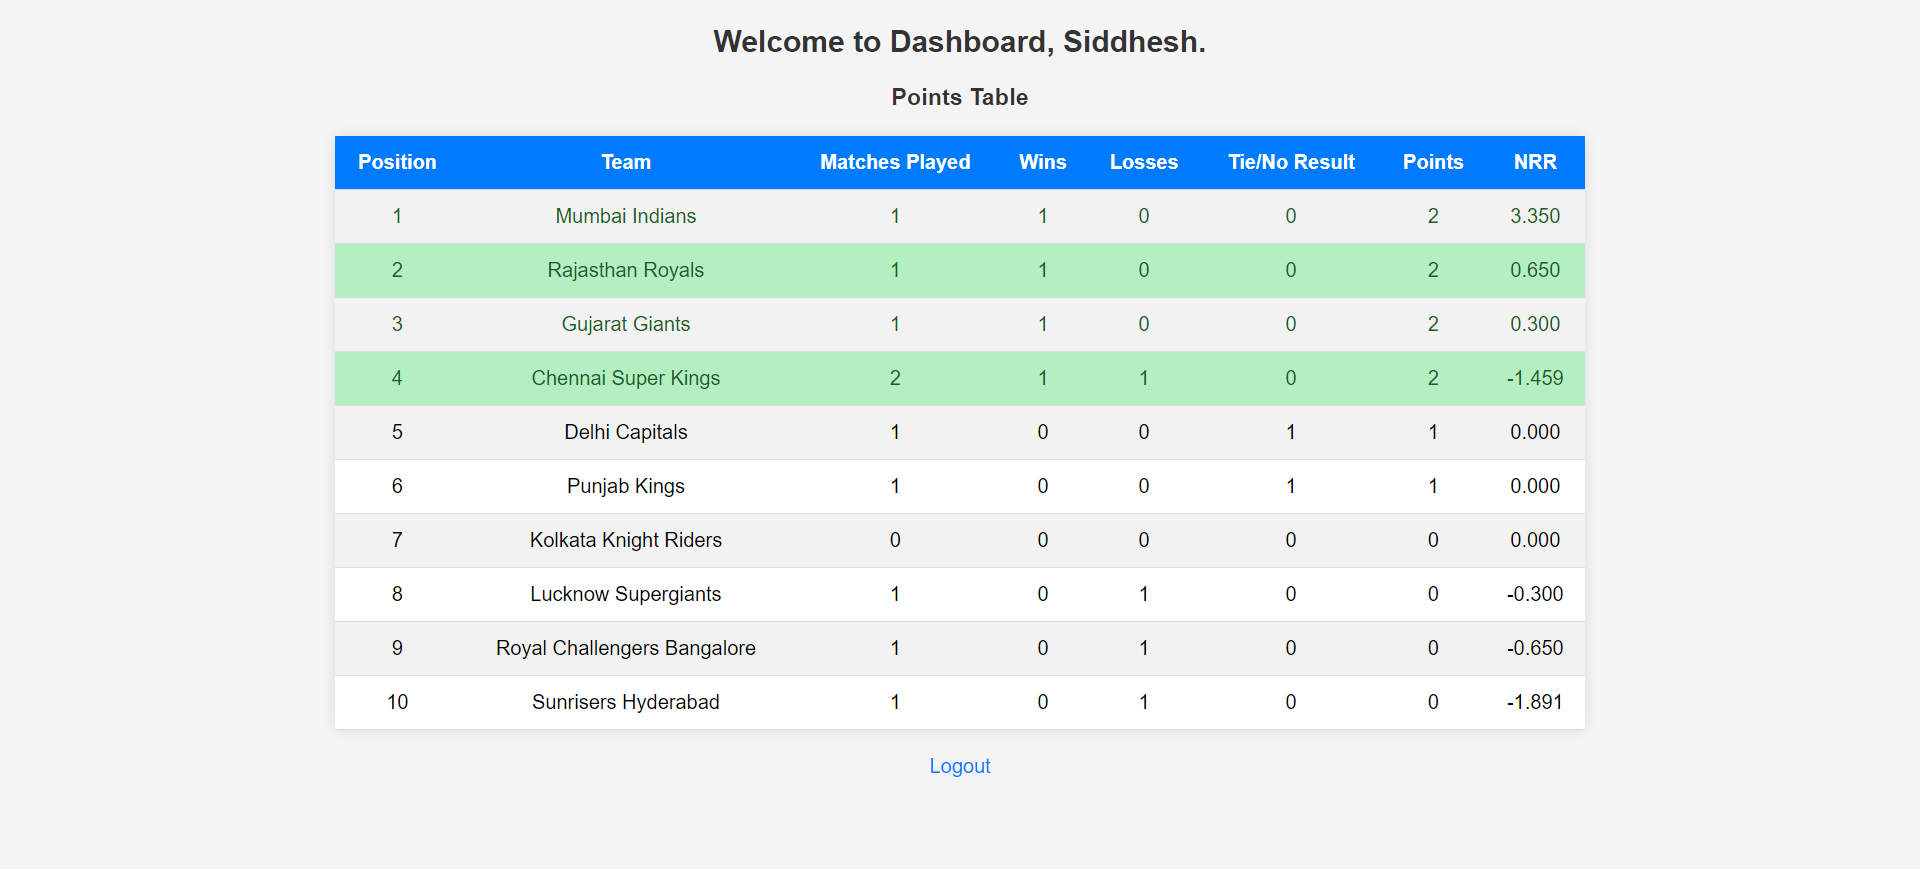 Welcome to Dashboard, Siddhesh.
Points Table
Position Team Matches Played Wins Losses Tie/No Result Points NRR
1 Mumbai Indians 1 1 0 0 2 3.350
2 Rajasthan Royals 1 1 0 0 2 0.650
3 Gujarat Giants 1 1 0 0 2 0.300
4 Chennai Super Kings 2 1 1 0 2 -1.459
5 Delhi Capitals 1 0 0 1 1 0.000
6 Punjab Kings 1 0 0 1 1 0.000
7 Kolkata Knight Riders 0 0 0 0 0 0.000
8 Lucknow Supergiants 1 0 1 0 0 -0.300
9 Royal Challengers Bangalore 1 0 1 0 0 -0.650
10 Sunrisers Hyderabad 1 0 1 0 0 -1.891
Logout